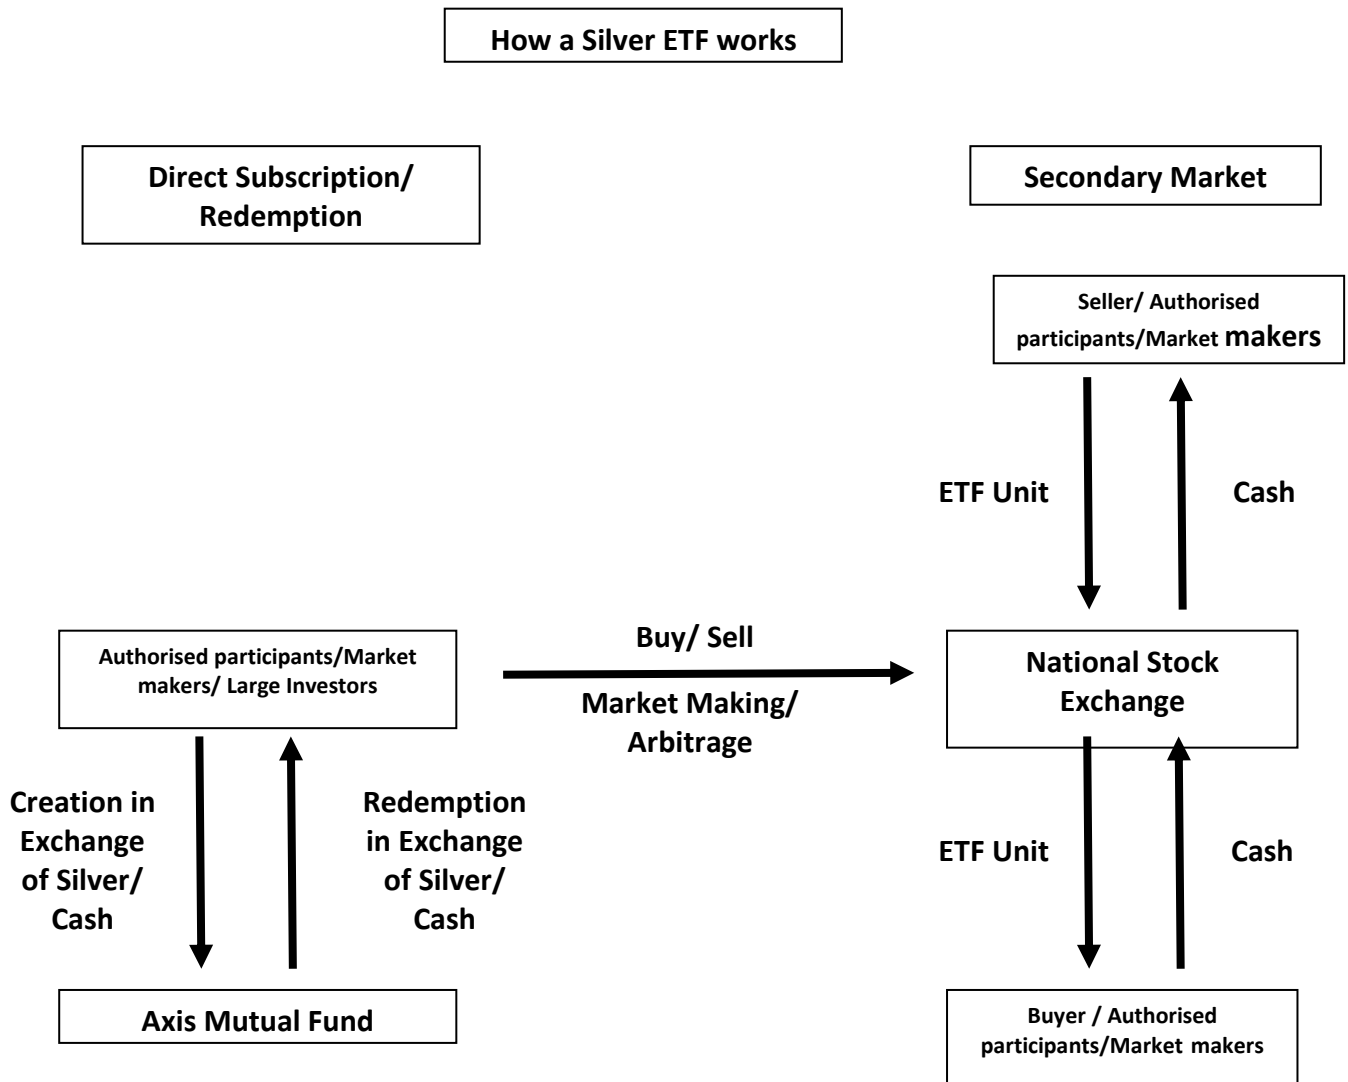 How a Silver ETF works
Direct Subscription/
Redemption
Secondary Market
Seller/ Authorised
participants/Market makers
ETF Unit
Cash
Authorised participants/Market
makers/ Large Investors
Buy/ Sell
Market Making/
Arbitrage
National Stock
Exchange
Creation in
Exchange
of Silver/
Cash
Redemption
in Exchange
of Silver/
Cash
ETF Unit
Cash
Axis Mutual Fund
Buyer / Authorised
participants/Market makers